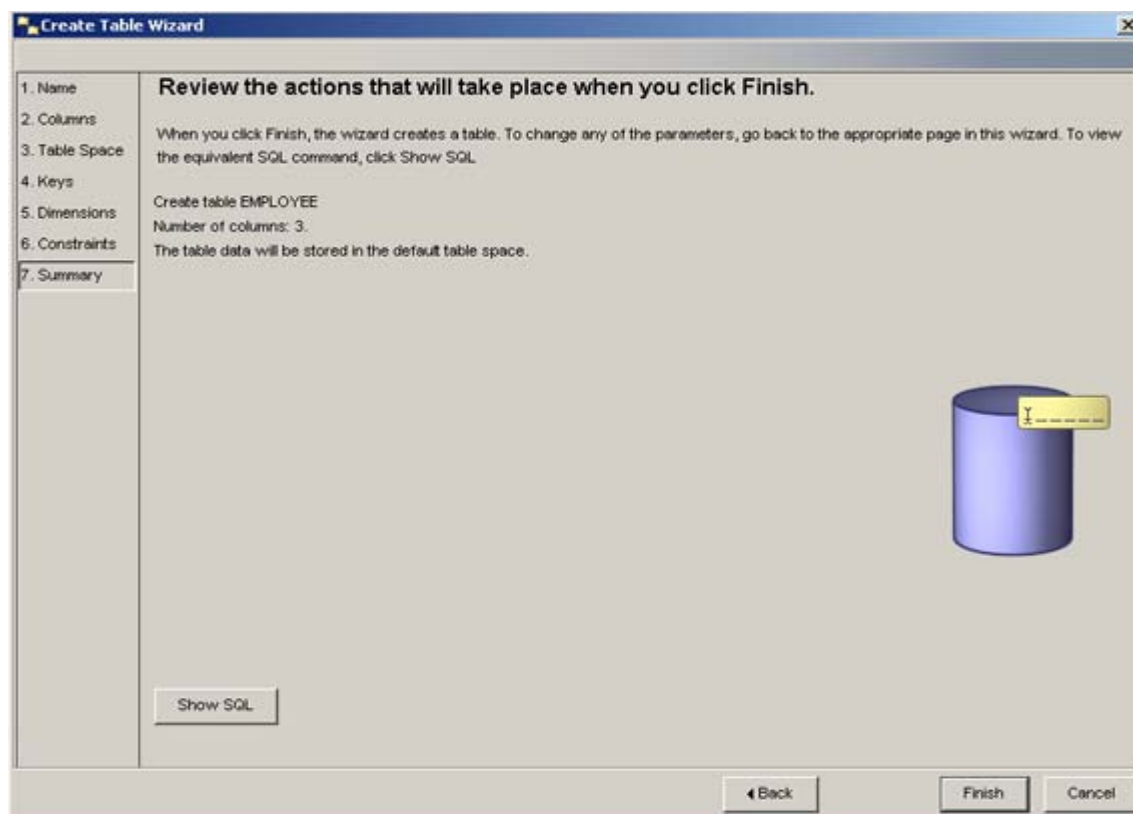 Create Table Wizard
1. Name
2. Columns
3. Table Space
4. Keys
5. Dimensions
6. Constraints
7. Summary
Review the actions that will take place when you click Finish.
When you click Finish, the wizard creates a table. To change any of the parameters, go back to the appropriate page in this wizard. To view
the equivalent SQL command, click Show SQL
Create table EMPLOYEE
Number of columns: 3.
The table data will be stored in the default table space.
Show SQL
Back
Finish
Cancel